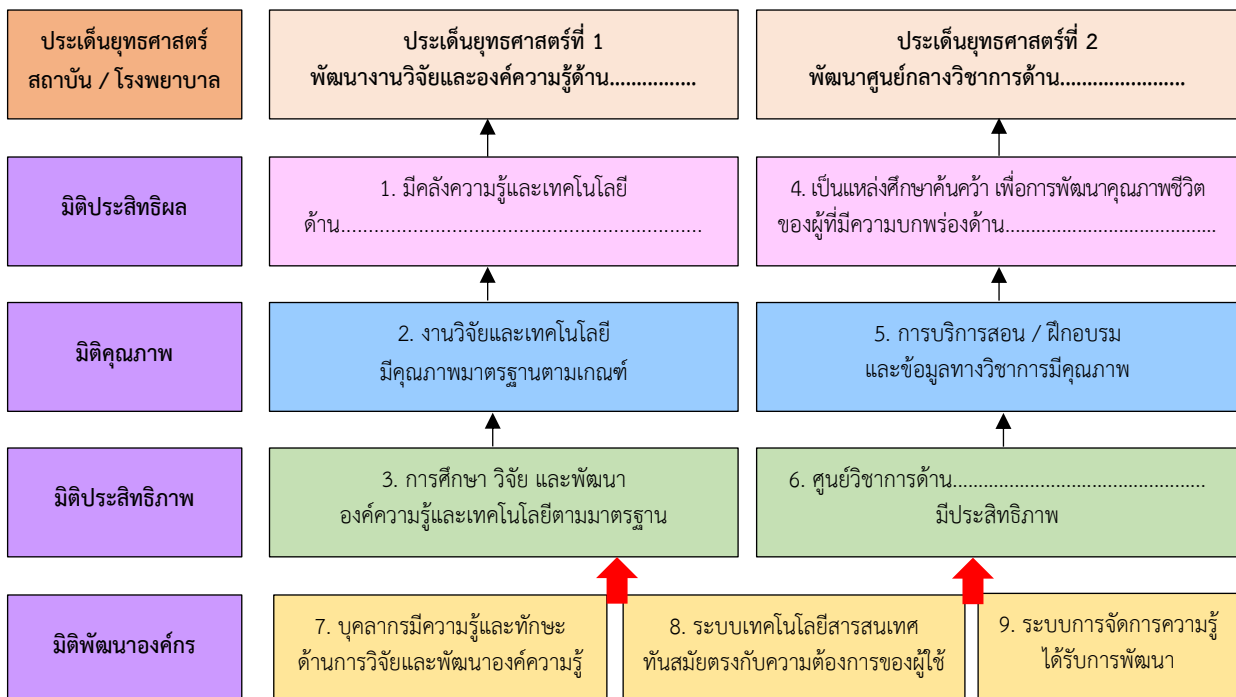 ประเด็นยุทธศาสตร์
สถาบัน / โรงพยาบาล
ประเด็นยุทธศาสตร์ที่ 1
พัฒนางานวิจัยและองค์ความรู้ด้าน................
ประเด็นยุทธศาสตร์ที่ 2
พัฒนาศูนย์กลางวิชาการด้าน.......................
มิติประสิทธิผล
1. มีคลังความรู้และเทคโนโลยี
ด้าน................................................................
4. เป็นแหล่งศึกษาค้นคว้า เพื่อการพัฒนาคุณภาพชีวิต
ของผู้ที่มีความบกพร่องด้าน..........................................
มิติคุณภาพ
2. งานวิจัยและเทคโนโลยี
มีคุณภาพมาตรฐานตามเกณฑ์
5. การบริการสอน / ฝึกอบรม
และข้อมูลทางวิชาการมีคุณภาพ
มิติประสิทธิภาพ
3. การศึกษา วิจัย และพัฒนา
องค์ความรู้และเทคโนโลยีตามมาตรฐาน
6. ศูนย์วิชาการด้าน..................................................
มีประสิทธิภาพ
มิติพัฒนาองค์กร
7. บุคลากรมีความรู้และทักษะ
ด้านการวิจัยและพัฒนาองค์ความรู้
8. ระบบเทคโนโลยีสารสนเทศ
ทันสมัยตรงกับความต้องการของผู้ใช้
9. ระบบการจัดการความรู้
ได้รับการพัฒนา